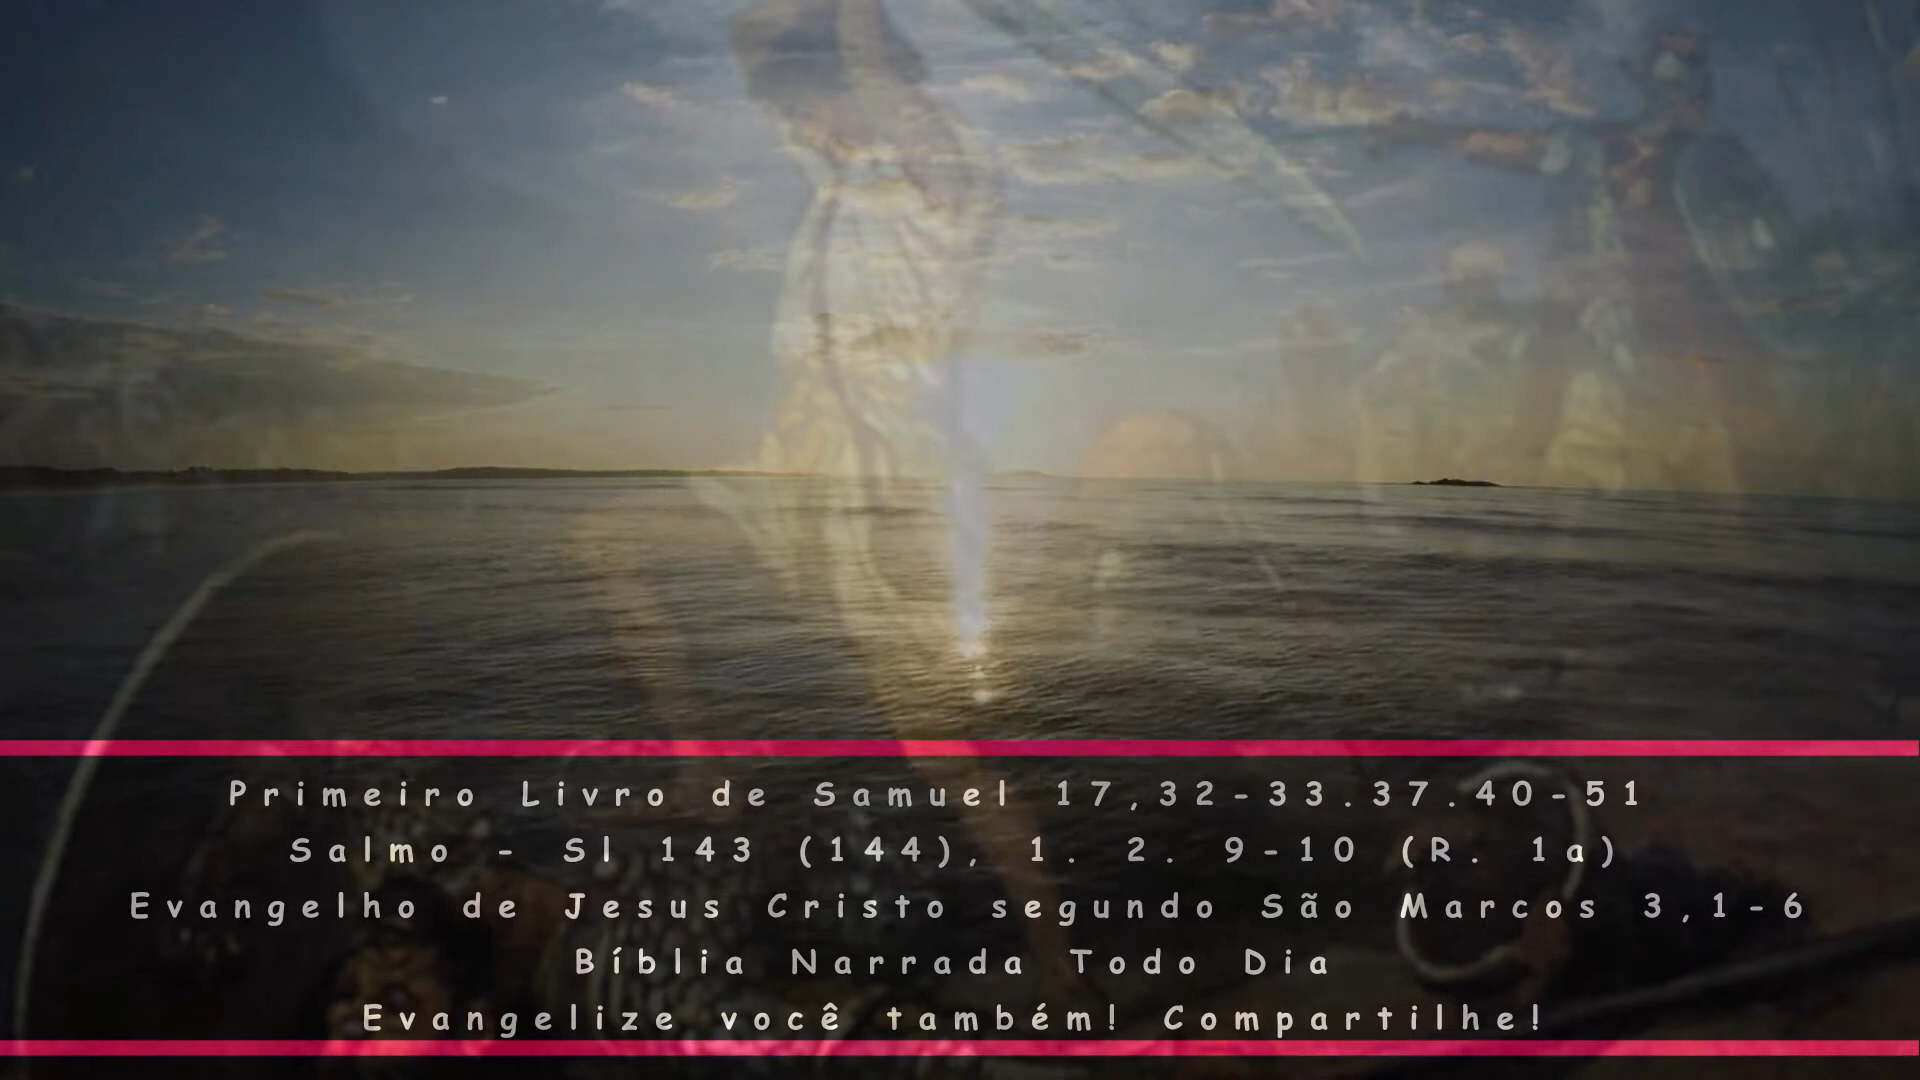 Primeiro Livro de Samuel 17,32-33.37.40-51
Salmo - Sl 143 (144), 1. 2. 9-10 (R. 1a)
Evangelho de Jesus Cristo segundo São Marcos 3,1-6
Bíblia Narrada Todo Dia
Evangelize você também! Compartilhe!